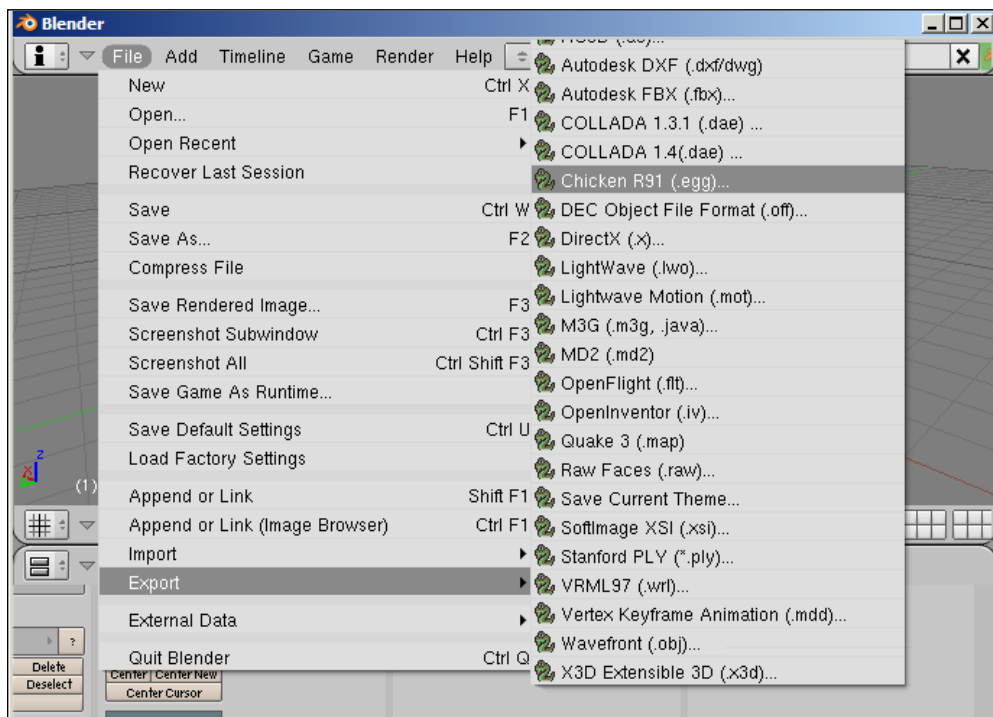 Blender
File Add Timeline Game Render Help
New Ctrl X
Open... F1
Open Recent
Recover Last Session
Save Ctrl W
Save As... F2
Compress File
Save Rendered Image... F3
Screenshot Subwindow Ctrl F3
Screenshot All Ctrl Shift F3
Save Game As Runtime...
Save Default Settings Ctrl U
Load Factory Settings
Append or Link Shift F1
Append or Link (Image Browser) Ctrl F1
Import
Export
External Data
Quit Blender Ctrl Q
Autodesk DXF (.dxf/dwg)
Autodesk FBX (.fbx)...
COLLADA 1.3.1 (.dae) ...
COLLADA 1.4(.dae) ...
Chicken R91 (.egg)...
DEC Object File Format (.off)...
DirectX (.x)...
LightWave (.lwo)...
Lightwave Motion (.mot)...
M3G (.m3g, .java)...
MD2 (.md2)
OpenFlight (.flt)...
OpenInventor (.iv)...
Quake 3 (.map)
Raw Faces (.raw)...
Save Current Theme...
SoftImage XSI (.xsi)...
Stanford PLY (*.ply)...
VRML97 (.wrl)...
Vertex Keyframe Animation (.mdd)...
Wavefront (.obj)...
X3D Extensible 3D (.x3d)...
z
x
(1)
?
Delete
Deselect
Center Center New
Center Cursor